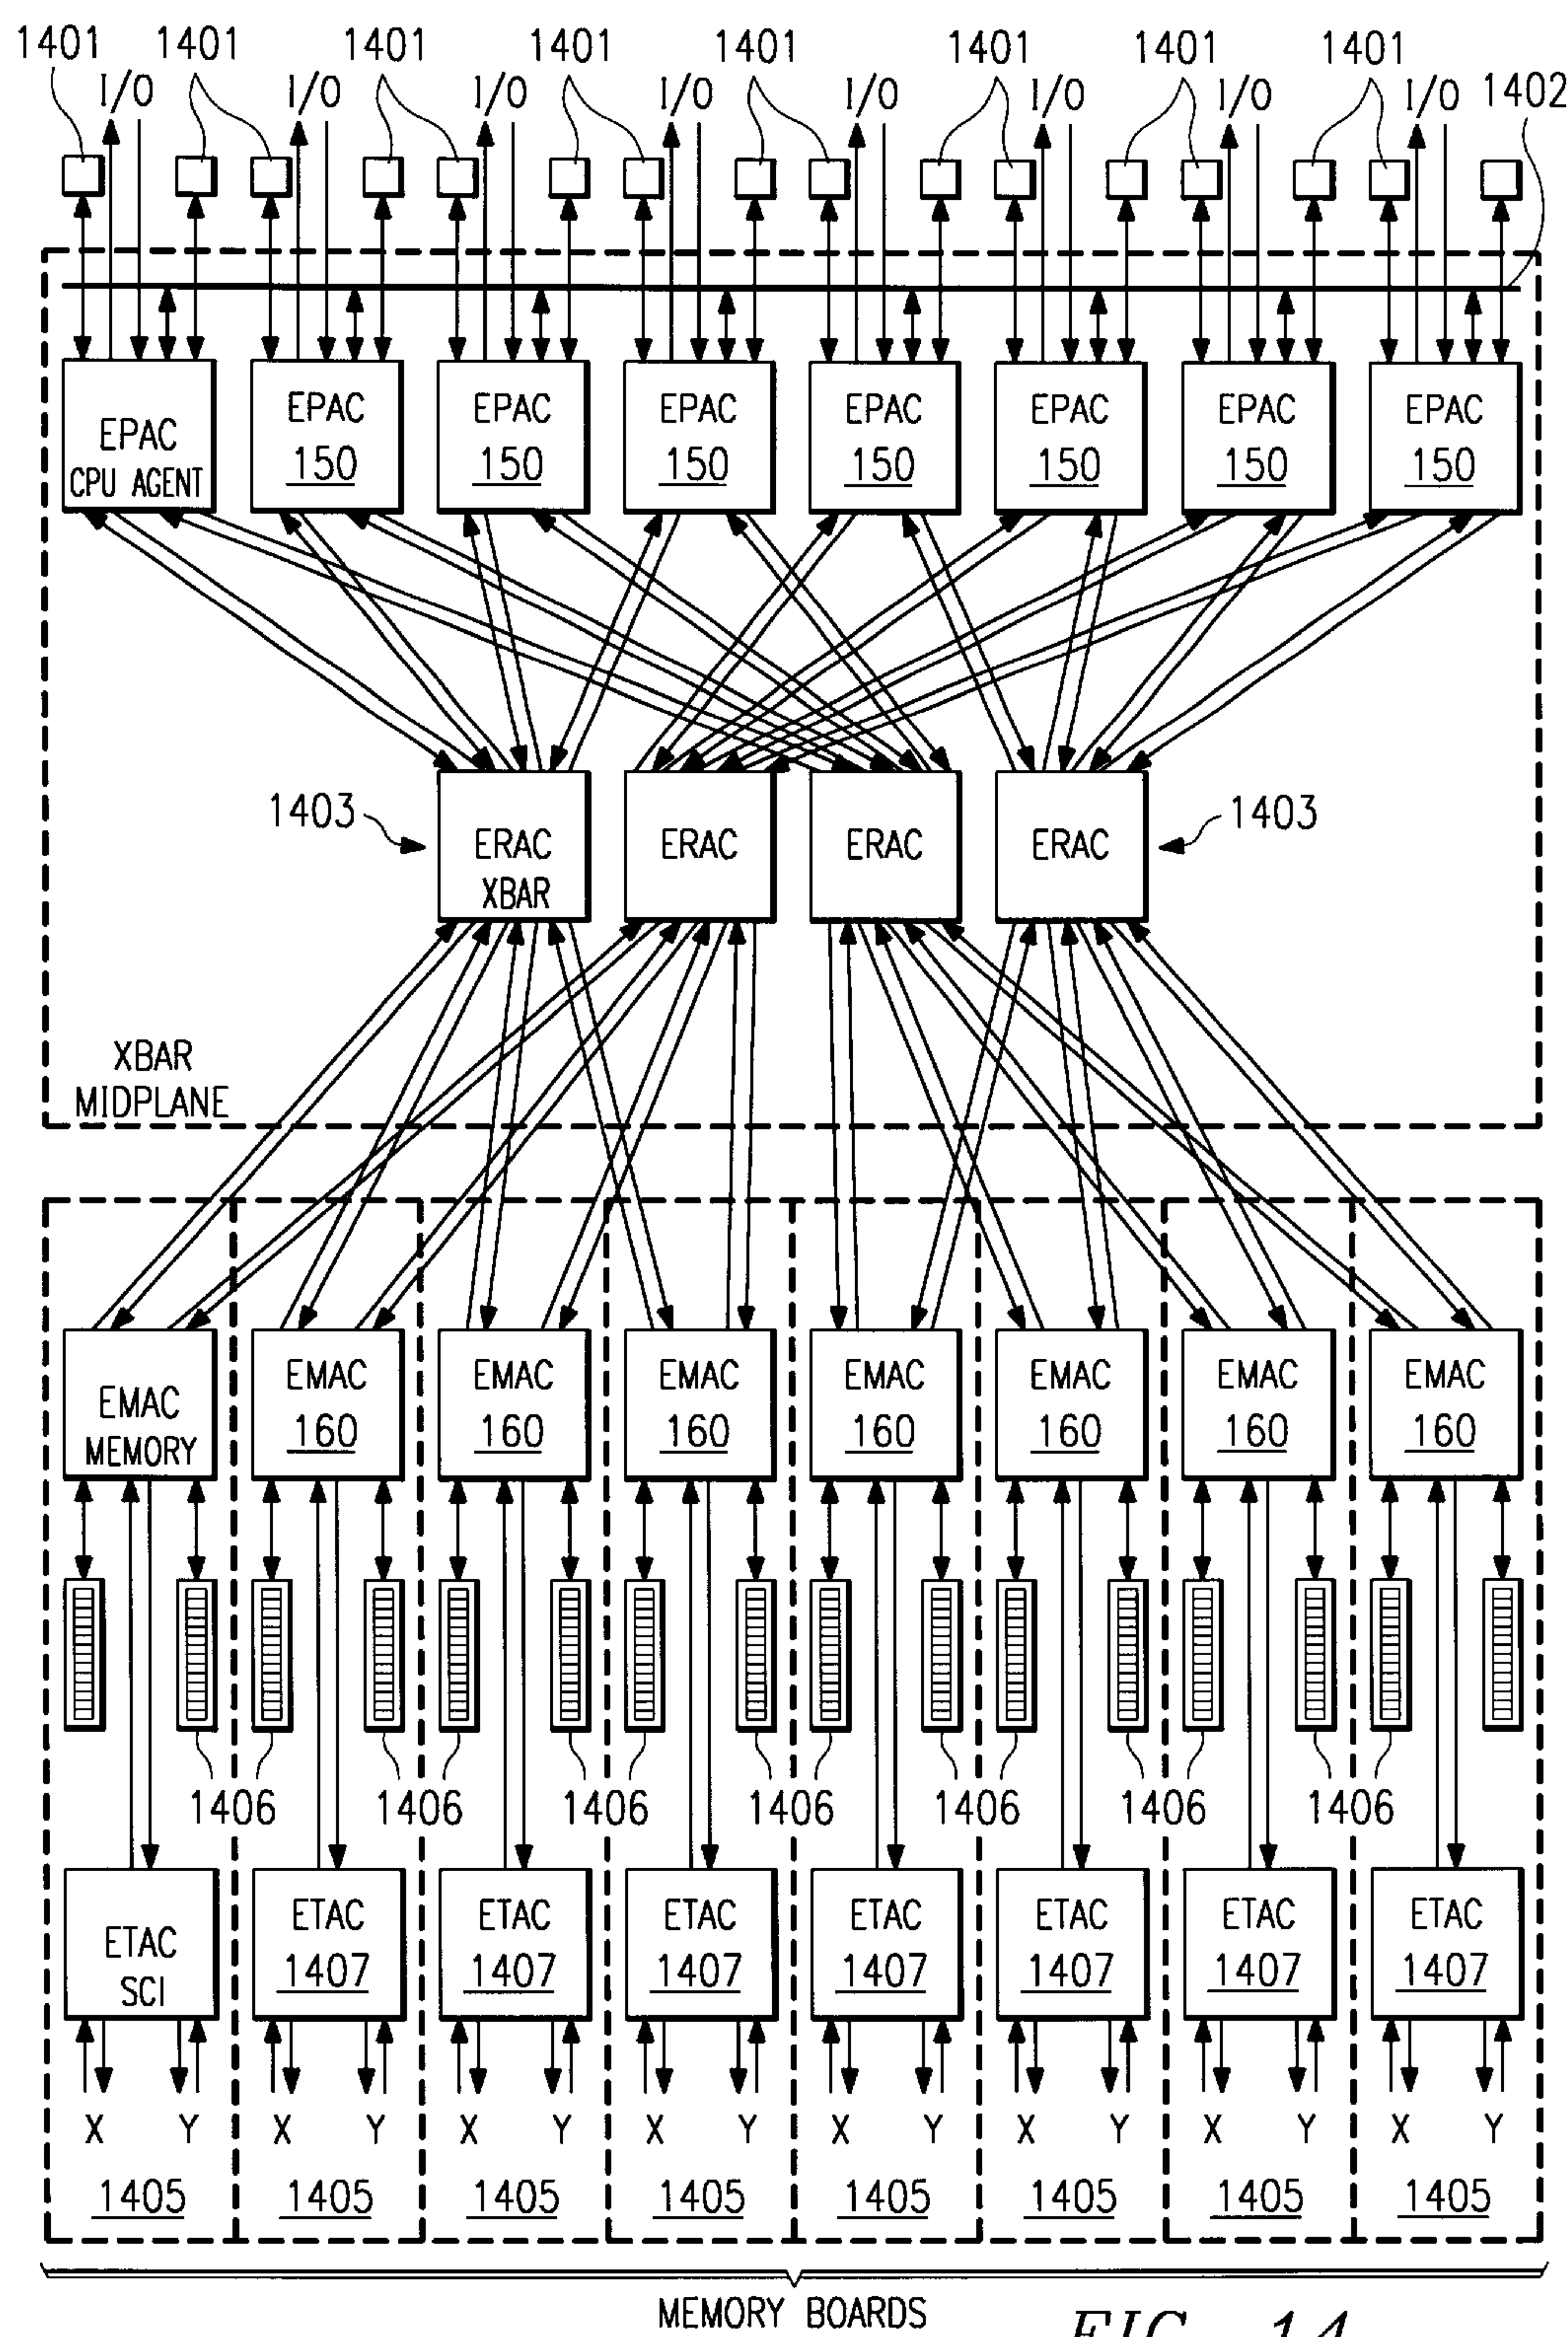 1401 1401 1401 1401 1401 1401 1401 1401
I/O I/O I/O I/O I/O I/O I/O I/O 1402
EPAC EPAC EPAC EPAC EPAC EPAC EPAC EPAC
CPU AGENT 150 150 150 150 150 150 150
1403 1403
ERAC ERAC ERAC ERAC
XBAR
XBAR
MIDPLANE
EMAC EMAC EMAC EMAC EMAC EMAC EMAC EMAC
MEMORY 160 160 160 160 160 160 160
1406 1406 1406 1406 1406 1406 1406
ETAC ETAC ETAC ETAC ETAC ETAC ETAC ETAC
SCI 1407 1407 1407 1407 1407 1407 1407
X Y X Y X Y X Y X Y X Y X Y X Y
1405 1405 1405 1405 1405 1405 1405 1405
MEMORY BOARDS
FIG. 14